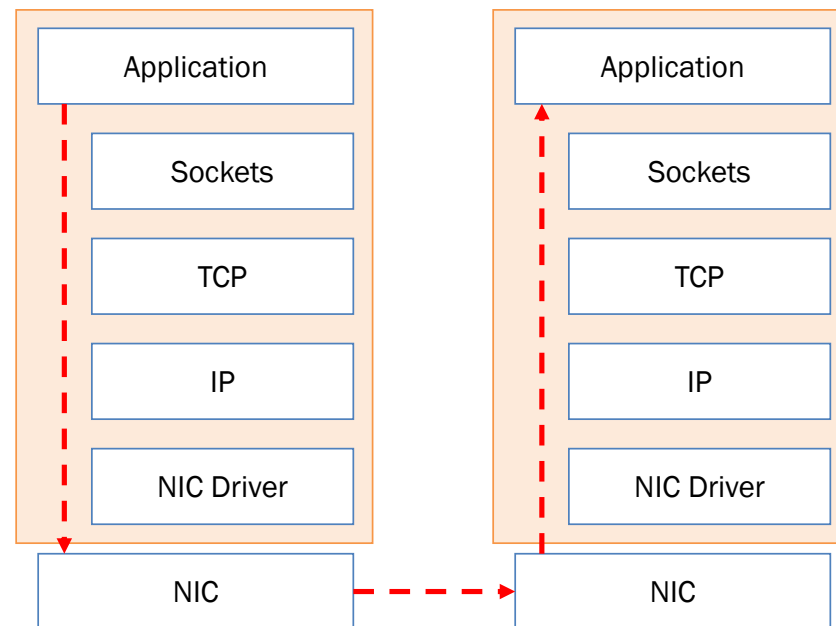 Application
Sockets
TCP
IP
NIC Driver
NIC
Application
Sockets
TCP
IP
NIC Driver
NIC